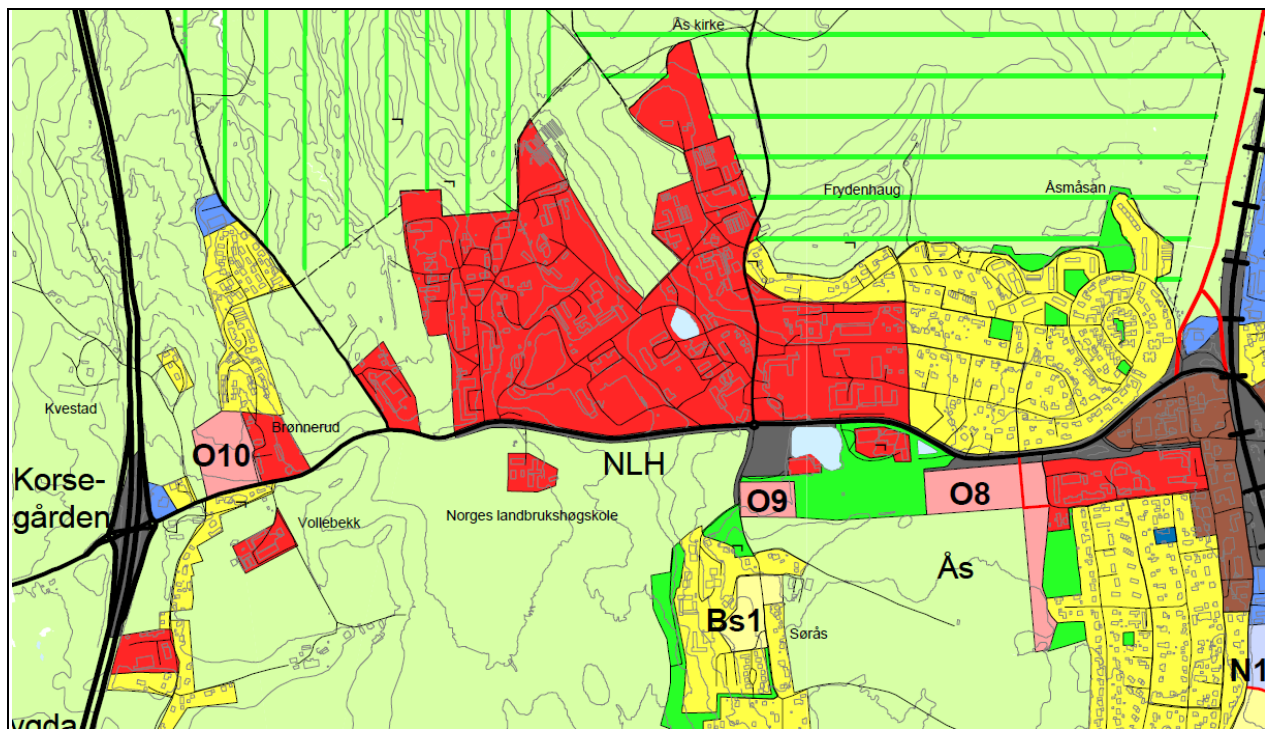 Ås kirke
Frydenhaug
Åsmåsan
Kvestad
Brønnerud
O10
NLH
Korse-
gården
O9
O8
Vollebekk
Norges landbrukshøgskole
Ås
Bs1
Sørås
N1
ygda